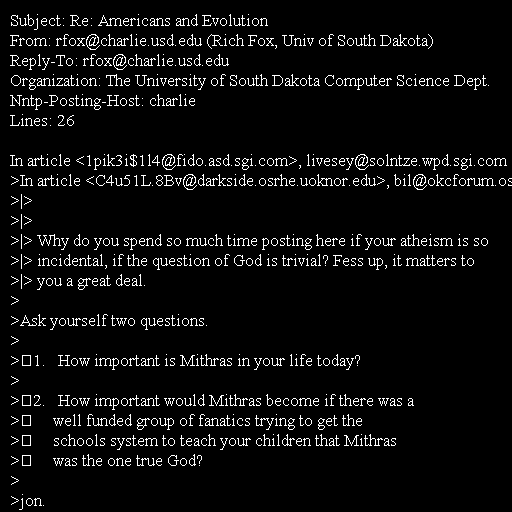 Subject: Re: Americans and Evolution
From: rfox@charlie.usd.edu (Rich Fox, Univ of South Dakota)
Reply-To: rfox@charlie.usd.edu
Organization: The University of South Dakota Computer Science Dept.
Nntp-Posting-Host: charlie
Lines: 26

In article <1pik3i$1l4@fido.asd.sgi.com>, livesey@solntze.wpd.sgi.com
>In article <C4u51L.8Bv@darkside.osrhe.uoknor.edu>, bil@okcforum.os
>|>
>|>
>|> Why do you spend so much time posting here if your atheism is so
>|> incidental, if the question of God is trivial? Fess up, it matters to
>|> you a great deal.
>
>Ask yourself two questions.
>
>□1.   How important is Mithras in your life today?
>
>□2.   How important would Mithras become if there was a
>□     well funded group of fanatics trying to get the
>□     schools system to teach your children that Mithras
>□     was the one true God?
>
>jon.